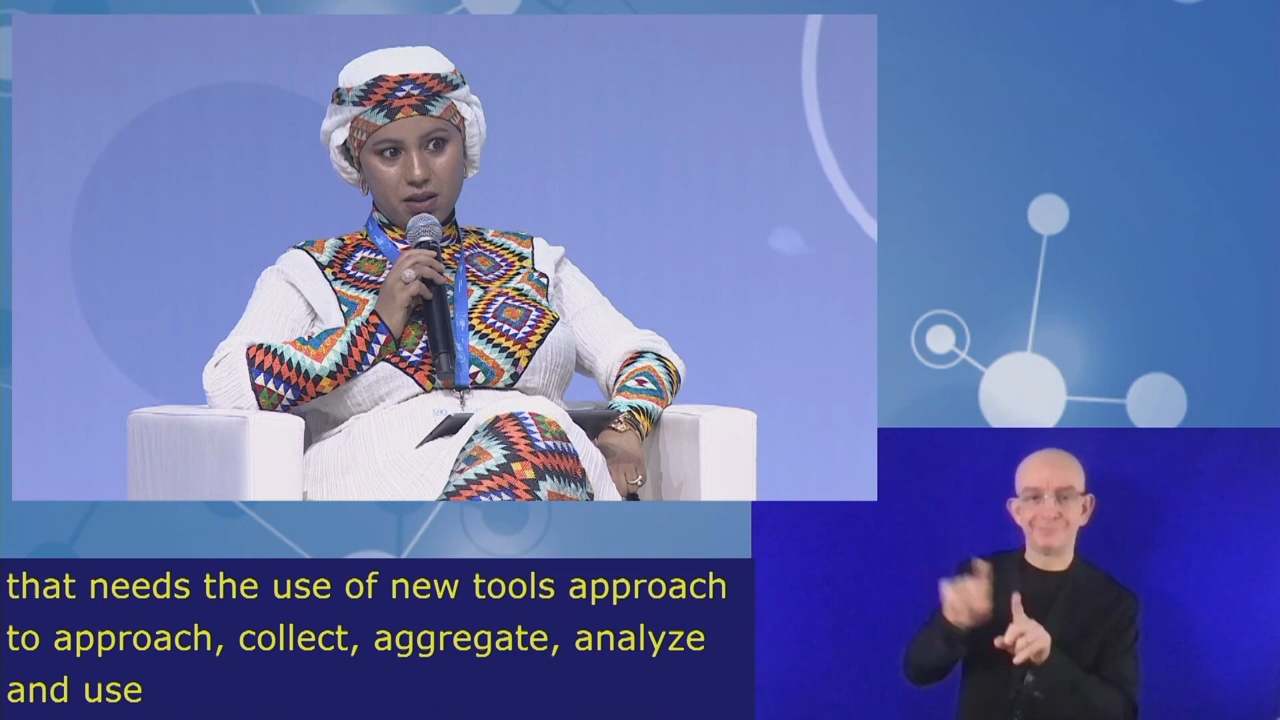 that needs the use of new tools approach
to approach, collect, aggregate, analyze
and use